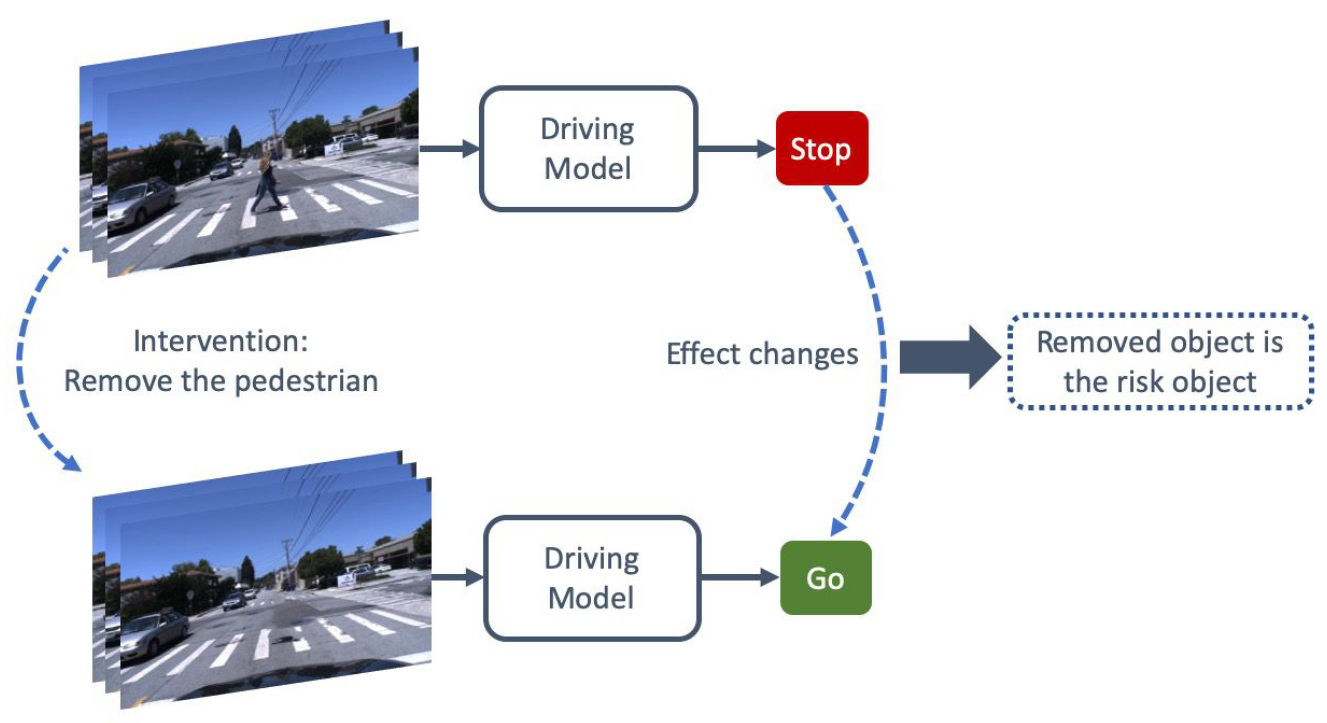 Driving
Model
Stop
Intervention:
Remove the pedestrian
Effect changes
Removed object is
the risk object
Driving
Model
Go